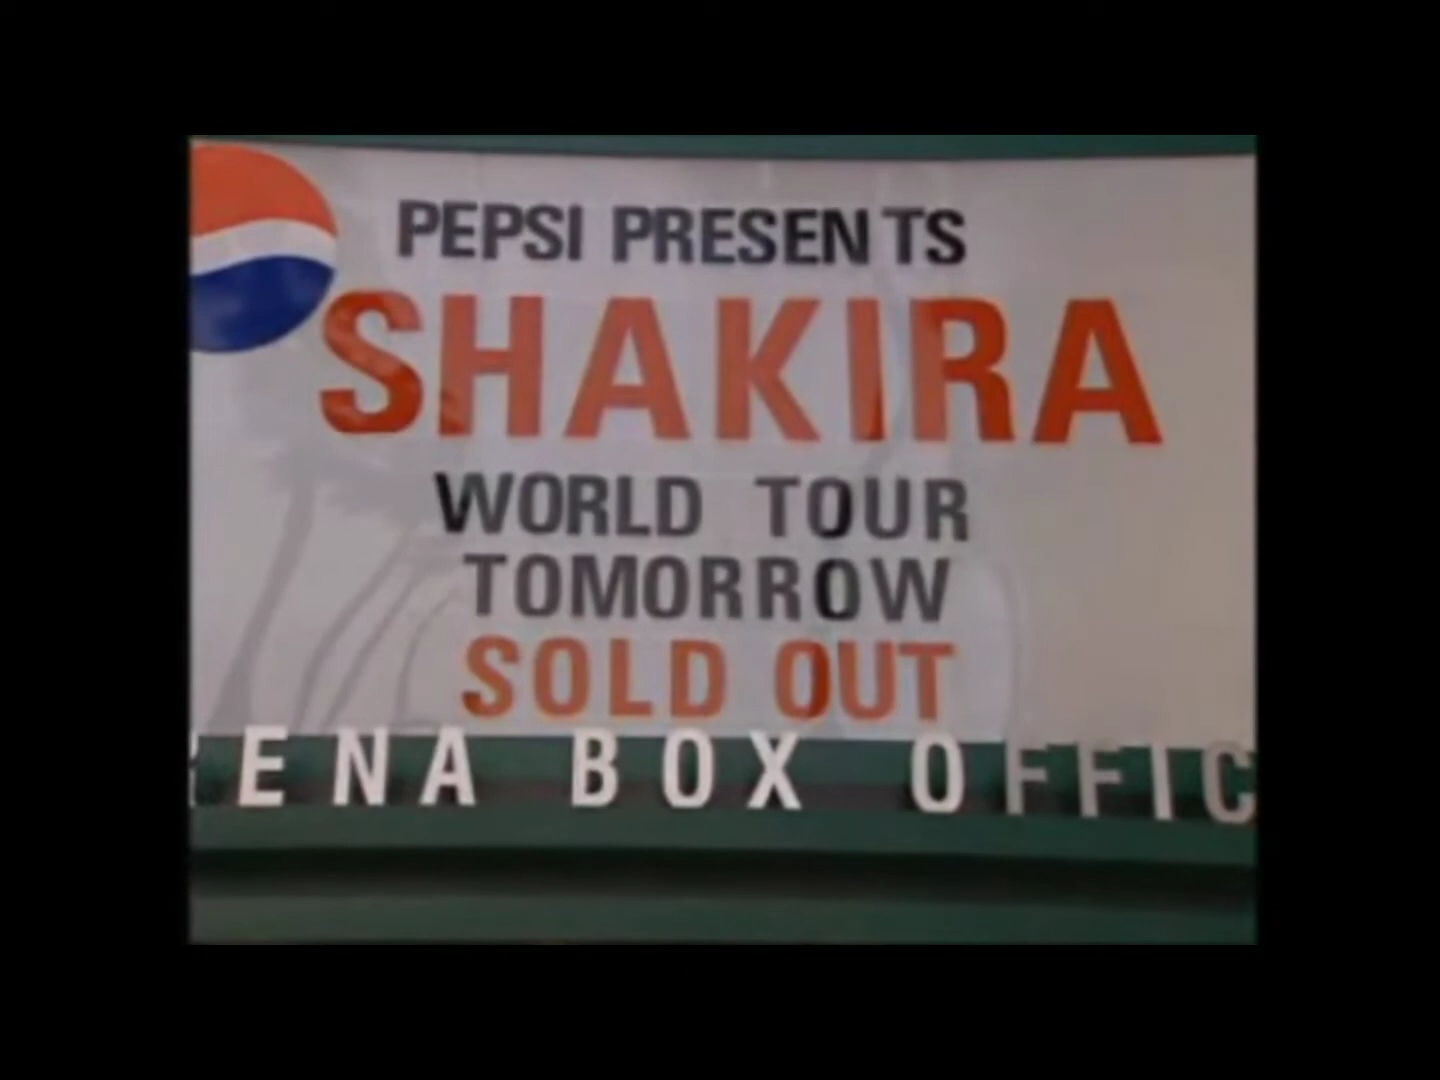 PEPSI PRESENTS
SHAKIRA
WORLD TOUR
TOMORROW
SOLD OUT
ENA BOX OFFIC